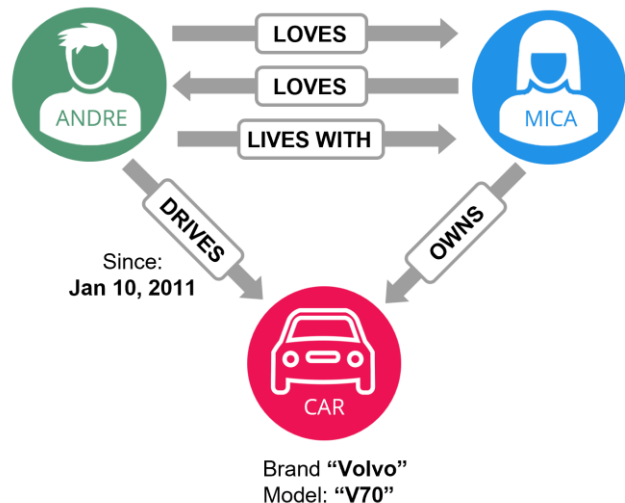 LOVES
LOVES
ANDRE
MICA
LIVES WITH
DRIVES
OWNS
Since:
Jan 10, 2011
CAR
Brand “Volvo”
Model: “V70”